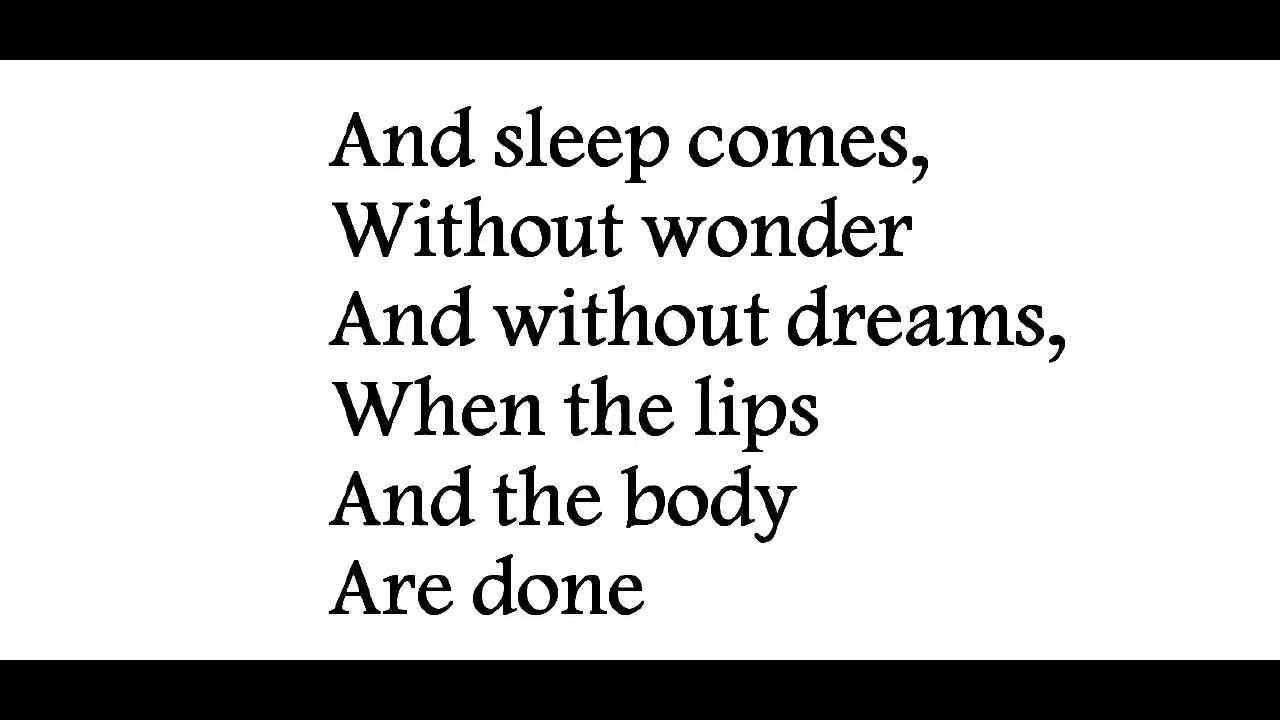 And sleep comes,
Without wonder
And without dreams,
When the lips
And the body
Are done